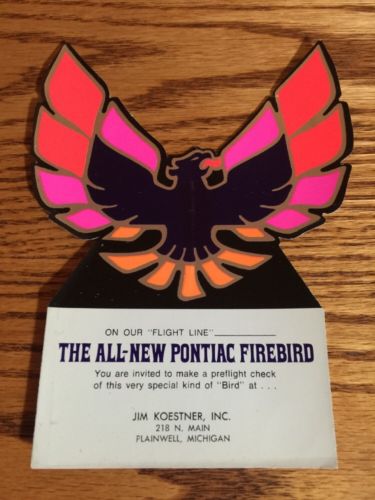 ON OUR "FLIGHT LINE"________
THE ALL-NEW PONTIAC FIREBIRD
You are invited to make a preflight check
of this very special kind of "Bird" at . . .
JIM KOESTNER, INC.
218 N. MAIN
PLAINWELL, MICHIGAN